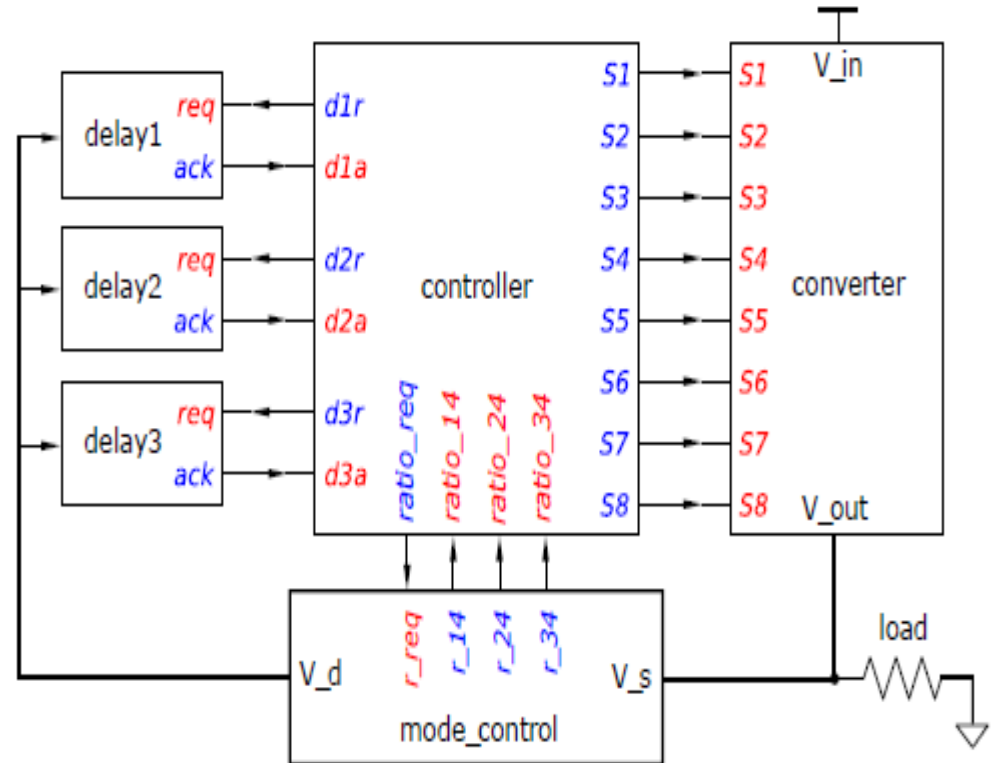 delay1
req
ack
delay2
req
ack
delay3
req
ack
d1r
d1a
d2r
d2a
d3r
d3a
controller
ratio_req
ratio_14
ratio_24
ratio_34
S1
S2
S3
S4
S5
S6
S7
S8
V_in
S1
S2
S3
S4
converter
S5
S6
S7
S8
V_out
V_d
r_req
r_14
r_24
r_34
V_s
mode_control
load